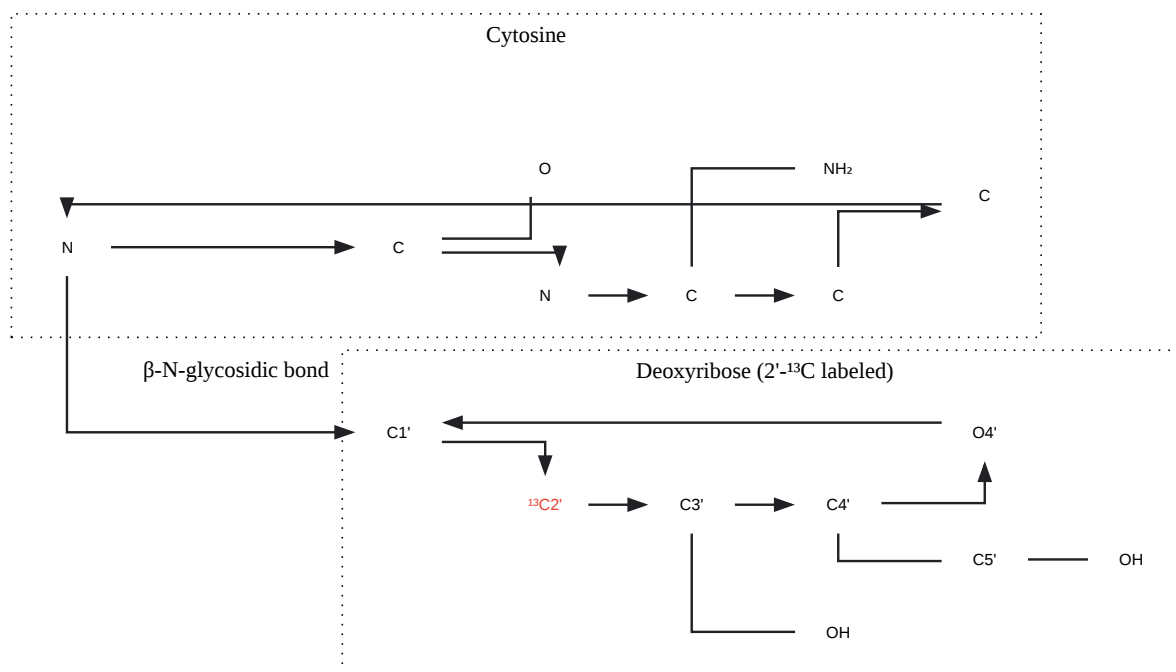 Cytosine
O
NH₂
C
N
C
N
C
C
β-N-glycosidic bond
Deoxyribose (2'-¹³C labeled)
C1'
O4'
¹³C2'
C3'
C4'
C5'
OH
OH